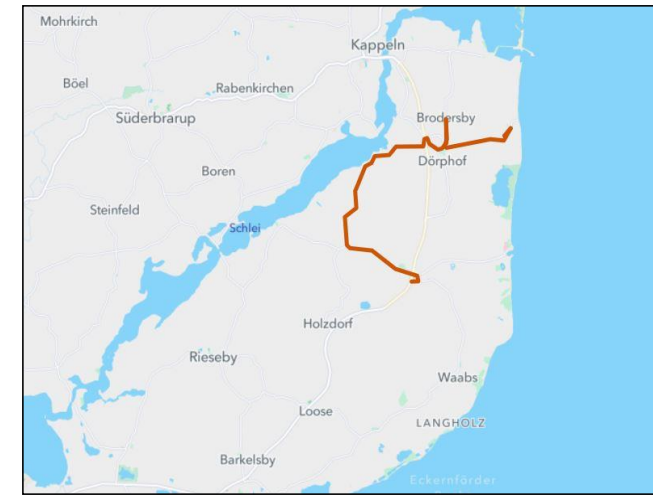 Mohrkirch
Kappeln
Böel
Rabenkirchen
Süderbrarup
Brodersby
Dörphof
Boren
Steinfeld
Schlei
Holzdorf
Rieseby
Waabs
Loose
LANGHOLZ
Barkelsby
Eckernförder